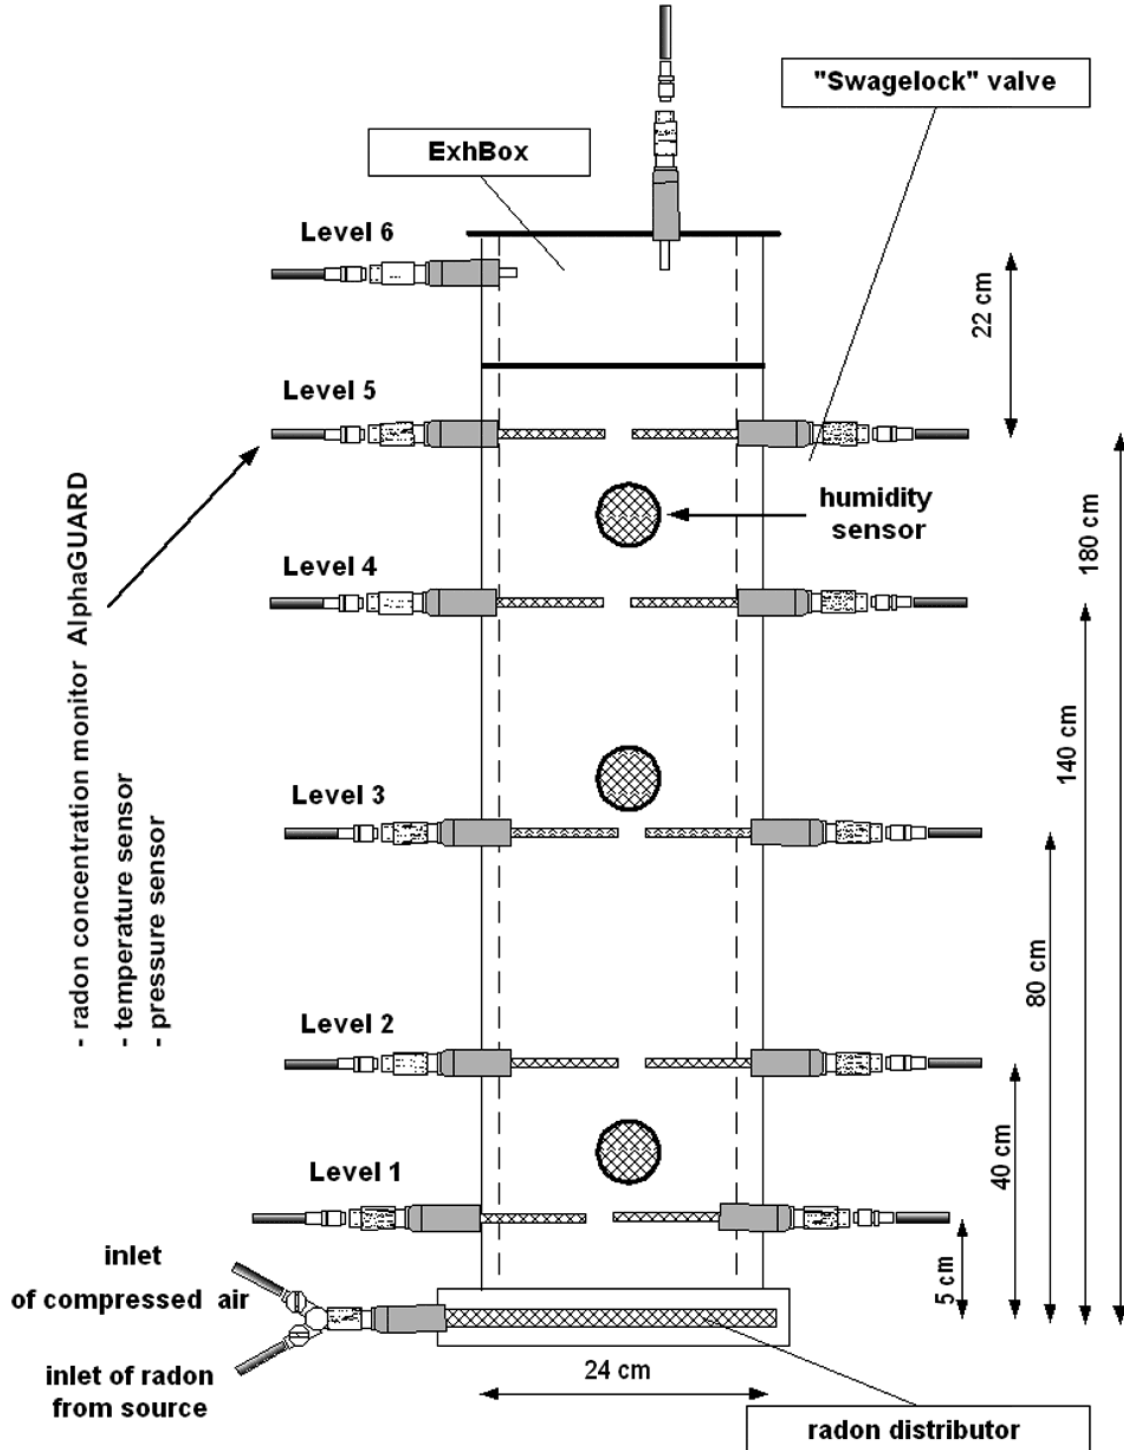 "Swagelock" valve
ExhBox
Level 6
22 cm
Level 5
humidity
sensor
Level 4
180 cm
140 cm
- radon concentration monitor AlphaGUARD
- temperature sensor
- pressure sensor
Level 3
80 cm
Level 2
40 cm
Level 1
5 cm
inlet
of compressed air
inlet of radon
from source
24 cm
radon distributor